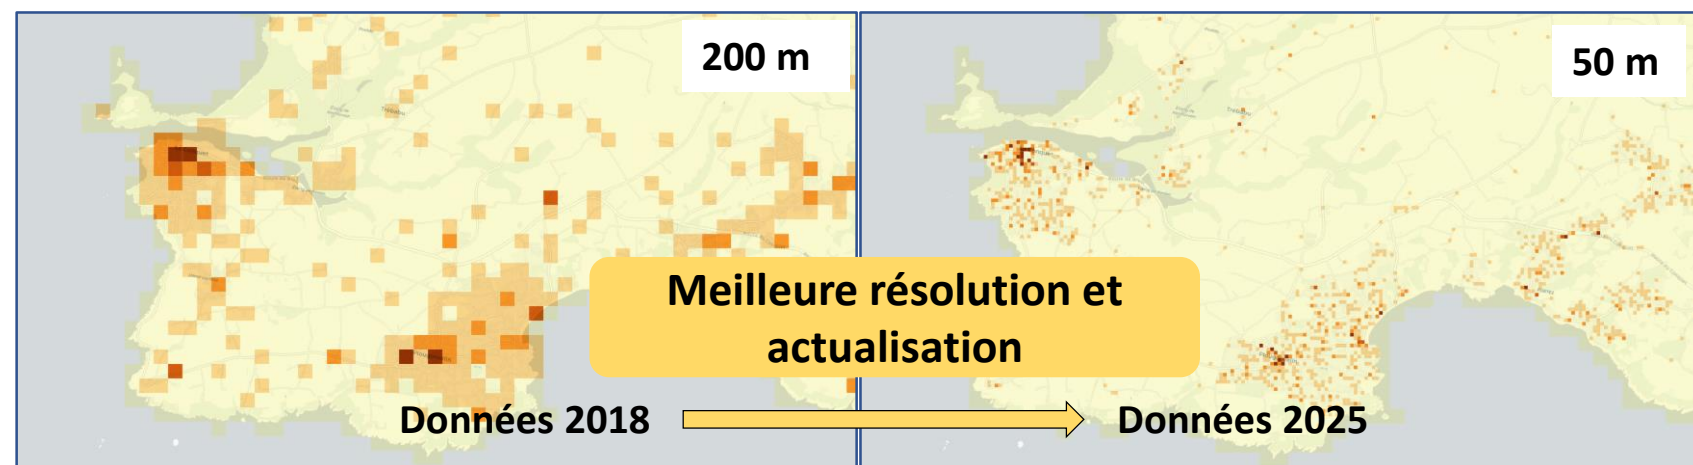 200 m
50 m
Meilleure résolution et
actualisation
Données 2018
Données 2025